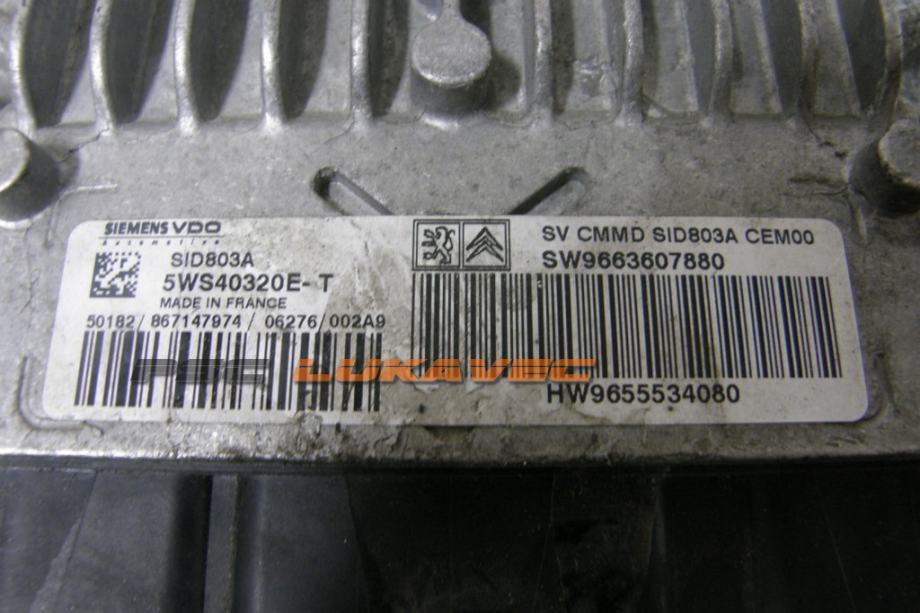 SIEMENS VDO
Automotive
SID803A
5WS40320E-T
MADE IN FRANCE
50182/867147974/06276/002A9
SV CMMD SID803A CEM00
SW9663607880
HW9655534080
LUKAVEC